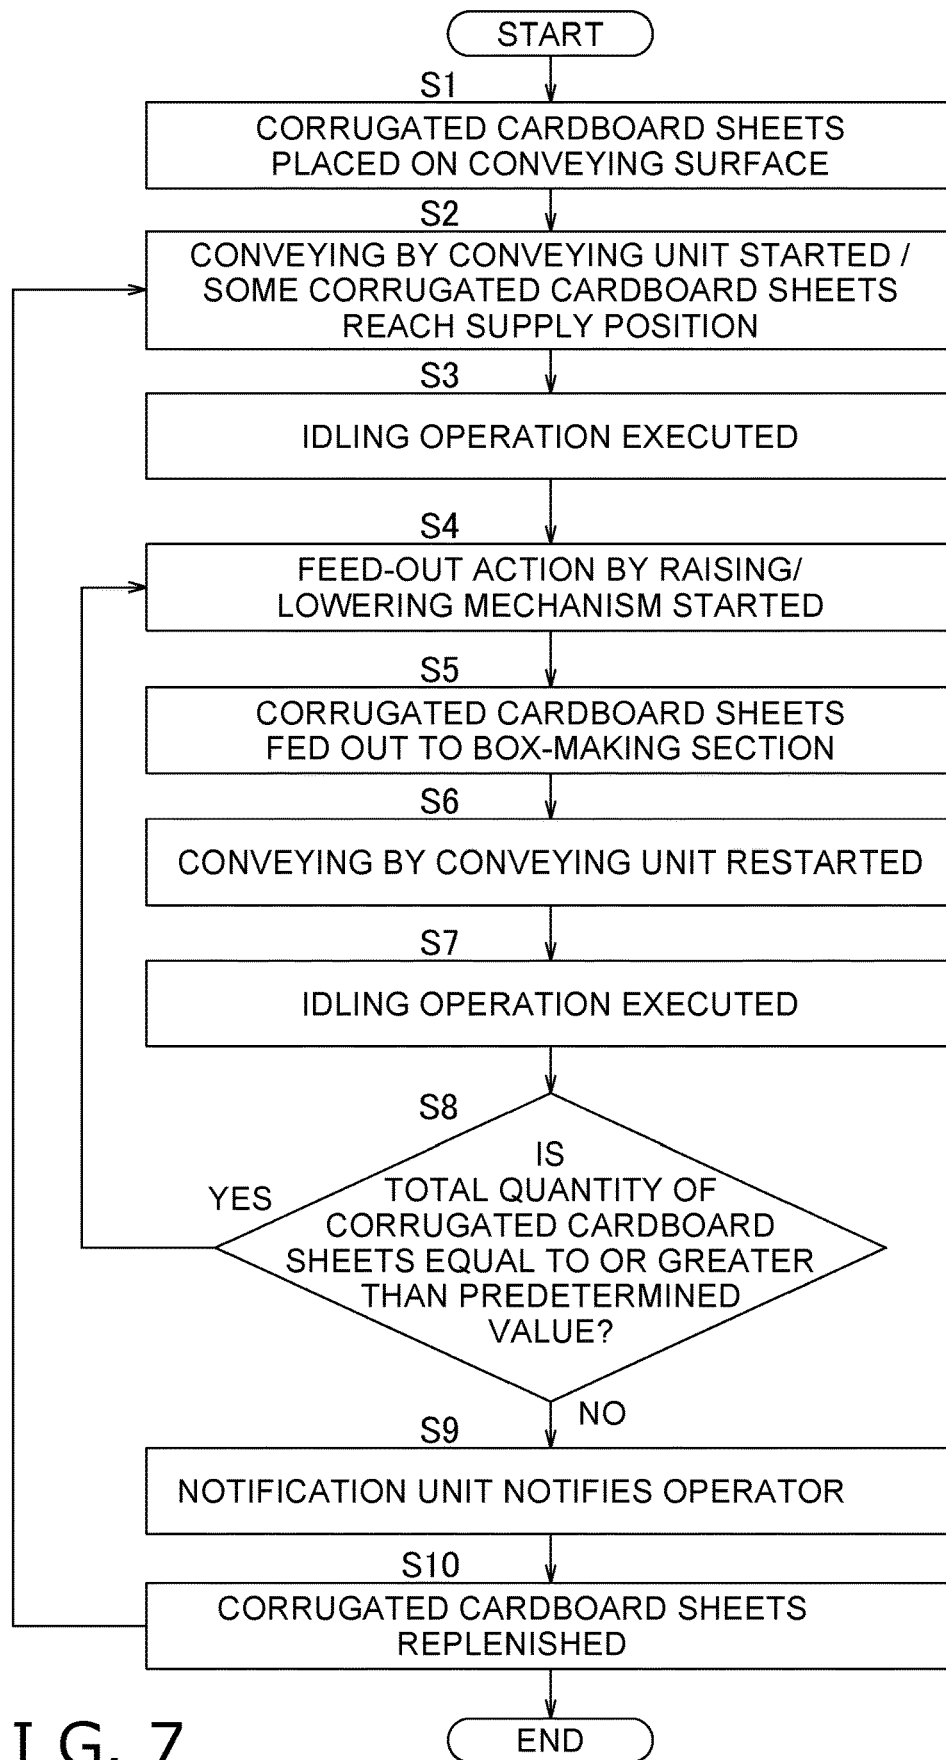 START
S1
CORRUGATED CARDBOARD SHEETS
PLACED ON CONVEYING SURFACE
S2
CONVEYING BY CONVEYING UNIT STARTED /
SOME CORRUGATED CARDBOARD SHEETS
REACH SUPPLY POSITION
S3
IDLING OPERATION EXECUTED
S4
FEED-OUT ACTION BY RAISING/
LOWERING MECHANISM STARTED
S5
CORRUGATED CARDBOARD SHEETS
FED OUT TO BOX-MAKING SECTION
S6
CONVEYING BY CONVEYING UNIT RESTARTED
S7
IDLING OPERATION EXECUTED
S8
IS
TOTAL QUANTITY OF
CORRUGATED CARDBOARD
SHEETS EQUAL TO OR GREATER
THAN PREDETERMINED
VALUE?
YES
NO
S9
NOTIFICATION UNIT NOTIFIES OPERATOR
S10
CORRUGATED CARDBOARD SHEETS
REPLENISHED
END
IG. 7